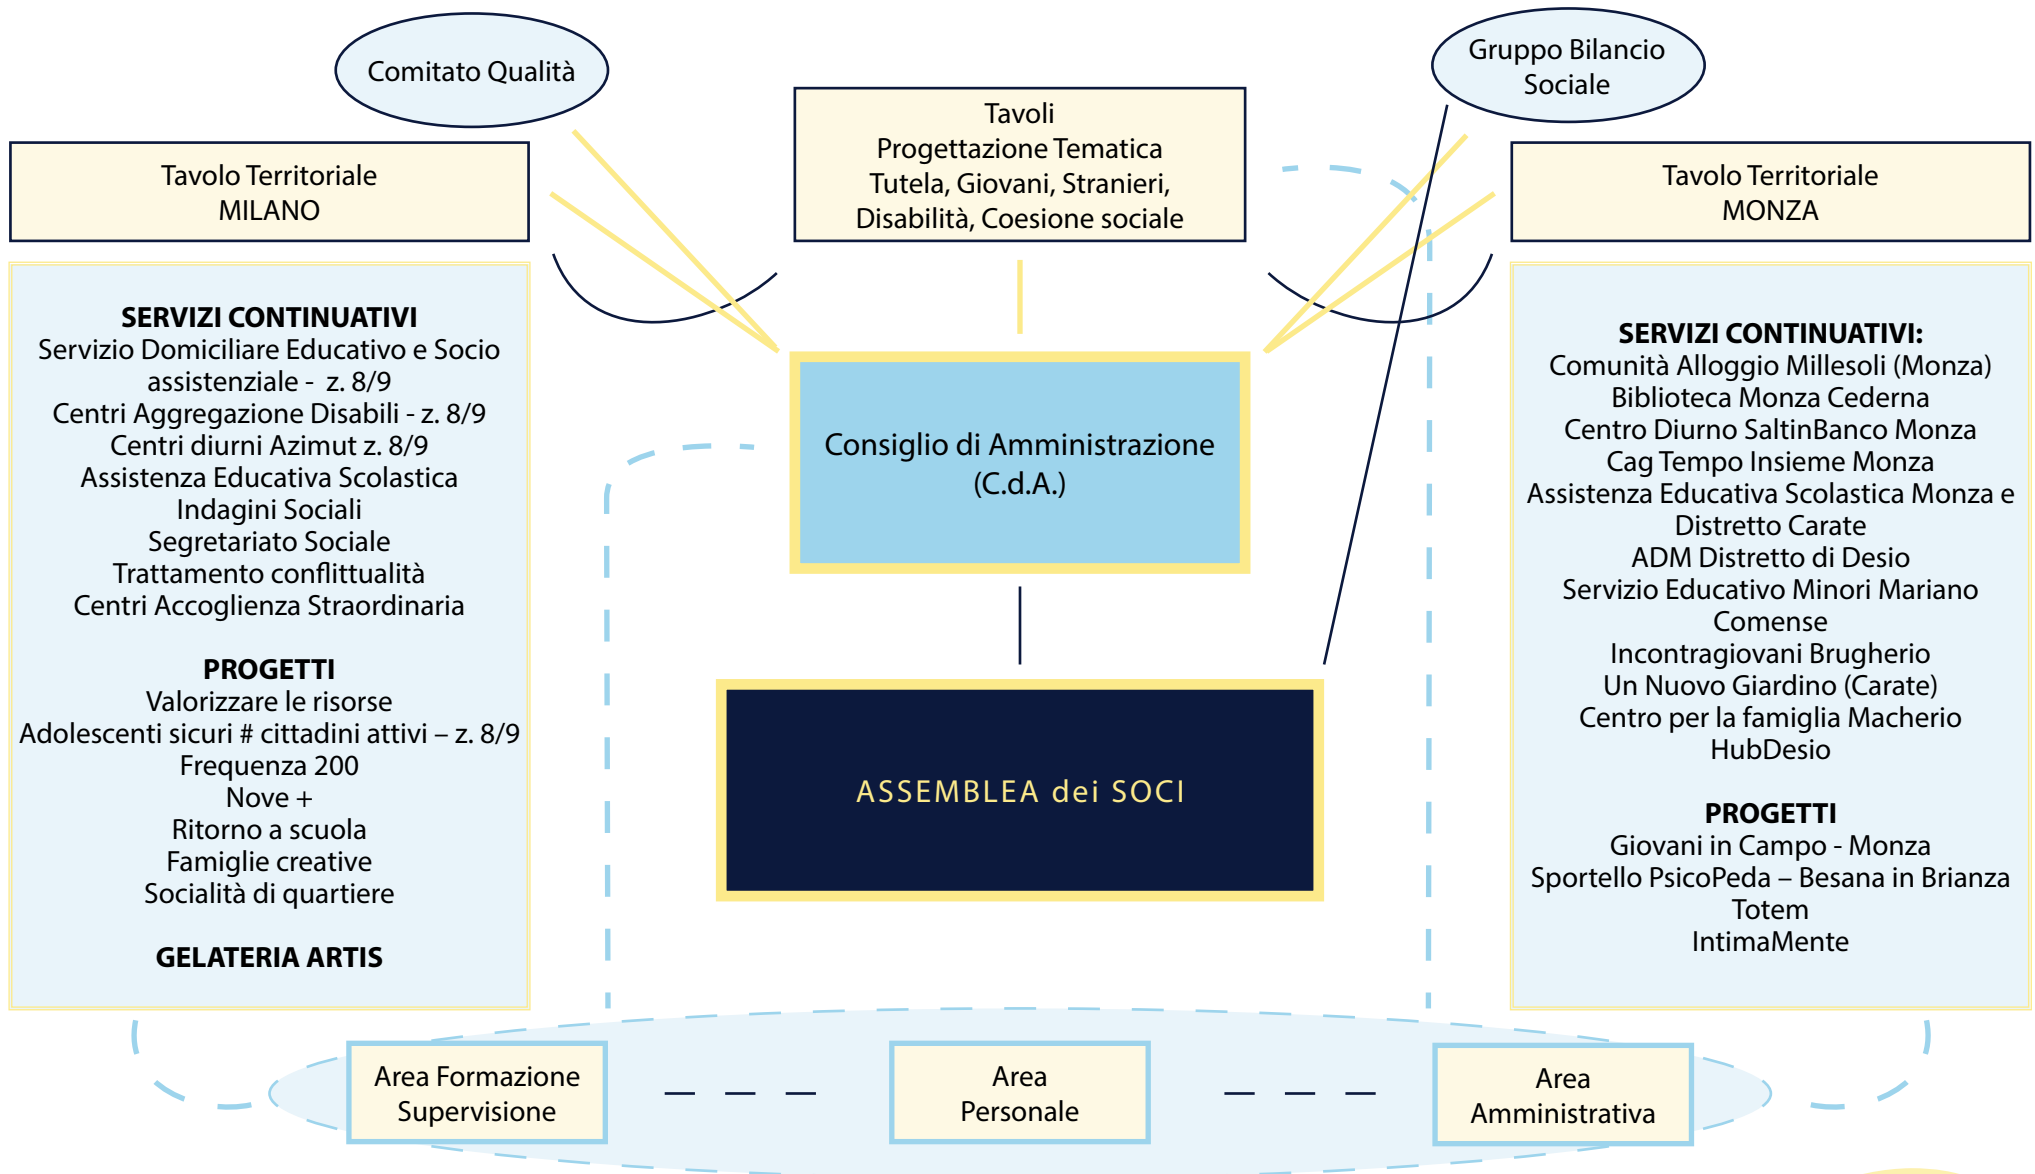 Comitato Qualità
Gruppo Bilancio
Sociale
Tavoli
Progettazione Tematica
Tutela, Giovani, Stranieri,
Disabilità, Coesione sociale
Tavolo Territoriale
MILANO
Tavolo Territoriale
MONZA
SERVIZI CONTINUATIVI
Servizio Domiciliare Educativo e Socio
assistenziale - z. 8/9
Centri Aggregazione Disabili - z. 8/9
Centri diurni Azimut z. 8/9
Assistenza Educativa Scolastica
Indagini Sociali
Segretariato Sociale
Trattamento conflittualità
Centri Accoglienza Straordinaria
PROGETTI
Valorizzare le risorse
Adolescenti sicuri # cittadini attivi – z. 8/9
Frequenza 200
Nove +
Ritorno a scuola
Famiglie creative
Socialità di quartiere
GELATERIA ARTIS
Consiglio di Amministrazione
(C.d.A.)
ASSEMBLEA dei SOCI
SERVIZI CONTINUATIVI:
Comunità Alloggio Millesoli (Monza)
Biblioteca Monza Cederna
Centro Diurno SaltinBanco Monza
Cag Tempo Insieme Monza
Assistenza Educativa Scolastica Monza e
Distretto Carate
ADM Distretto di Desio
Servizio Educativo Minori Mariano
Comense
Incontragiovani Brugherio
Un Nuovo Giardino (Carate)
Centro per la famiglia Macherio
HubDesio
PROGETTI
Giovani in Campo - Monza
Sportello PsicoPeda – Besana in Brianza
Totem
IntimaMente
Area Formazione
Supervisione
Area
Personale
Area
Amministrativa